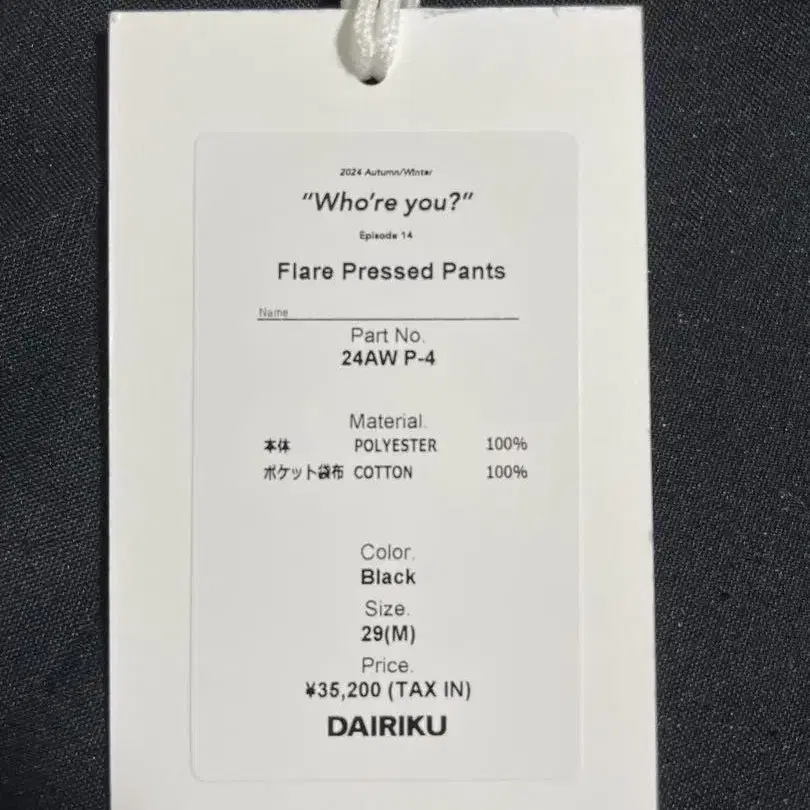 2024 Autumn/Winter
"Who're you?"
Episode 14
Flare Pressed Pants
Name
Part No.
24AW P-4
Material.
本体 POLYESTER 100%
ポケット袋布 COTTON 100%
Color.
Black
Size.
29(M)
Price.
¥35,200 (TAX IN)
DAIRIKU